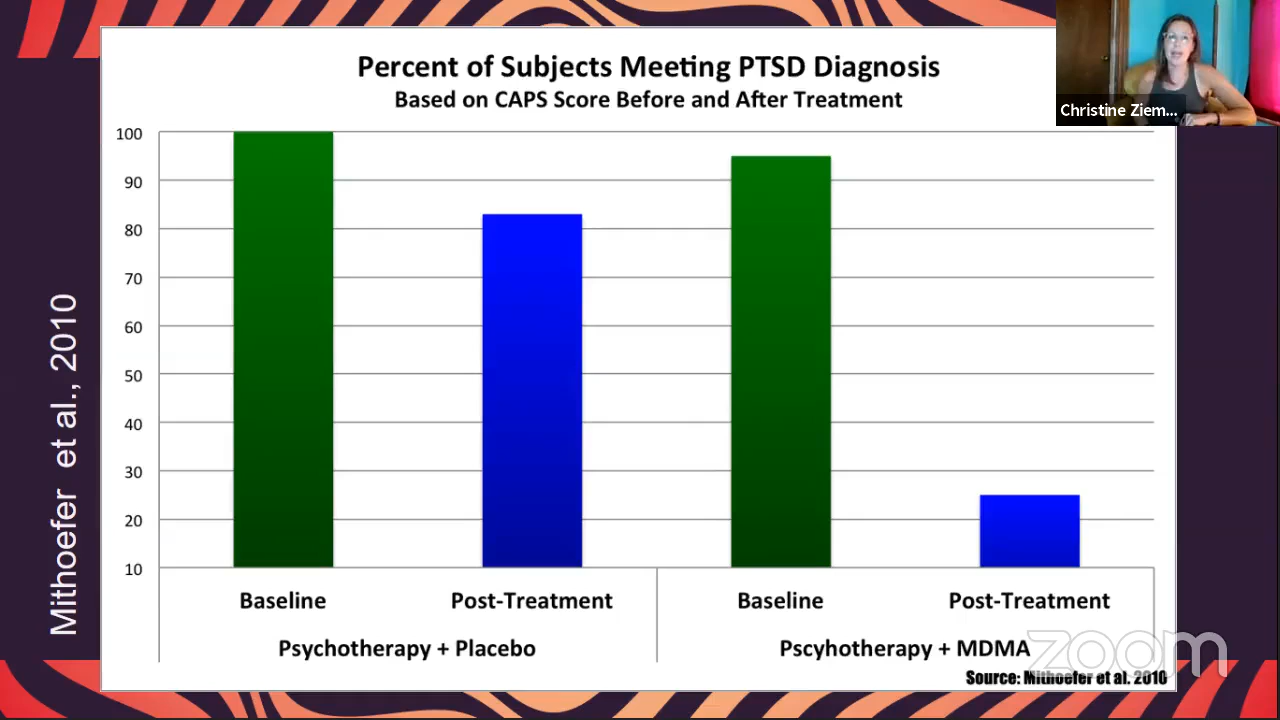 Percent of Subjects Meeting PTSD Diagnosis
Based on CAPS Score Before and After Treatment
Christine Ziem...
100
90
80
70
60
50
40
30
20
10
Baseline
Post-Treatment
Baseline
Post-Treatment
Psychotherapy + Placebo
Pscyhotherapy + MDMA
Source: Mithoefer et al. 2010
Mithoefer et al., 2010
zoom